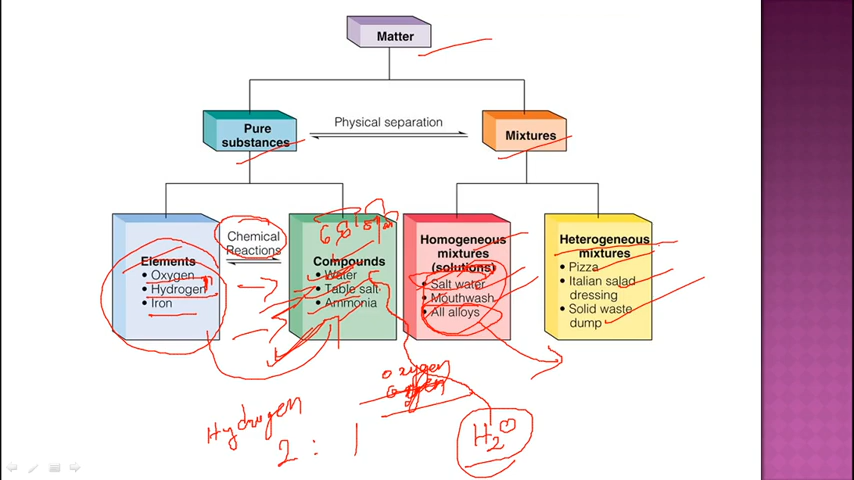 Matter
Physical separation
Pure
substances
Mixtures
Chemical
Reactions
Elements
• Oxygen
• Hydrogen
• Iron
Compounds
• Water
• Table salt
• Ammonia
Homogeneous
mixtures
(solutions)
• Salt water
• Mouthwash
• All alloys
Heterogeneous
mixtures
• Pizza
• Italian salad
dressing
• Solid waste
dump
oxygen
Hydrogen
2 : 1
H2O